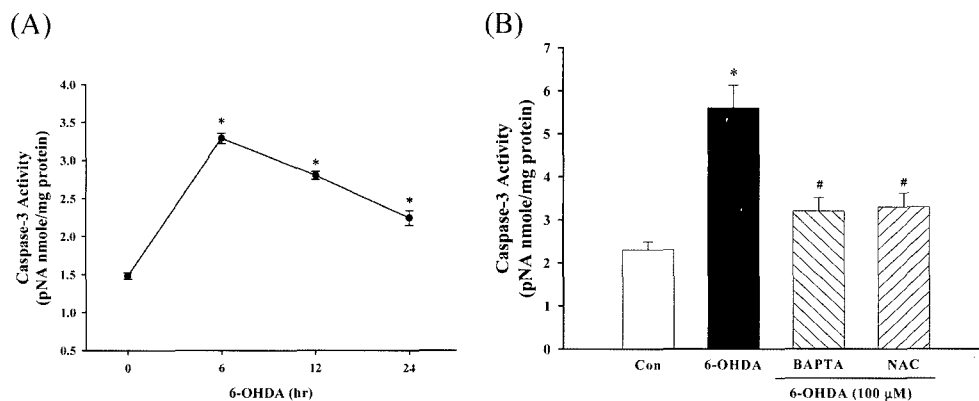 (A)
4.0
3.5
3.0
2.5
2.0
1.5
1.0
0.5
Caspase-3 Activity
(pNA nmole/mg protein)
*
*
*
0 6 12 24
6-OHDA (hr)
(B)
7
6
5
4
3
2
1
0
Caspase-3 Activity
(pNA nmole/mg protein)
*
#
#
Con 6-OHDA BAPTA NAC
6-OHDA (100 μM)